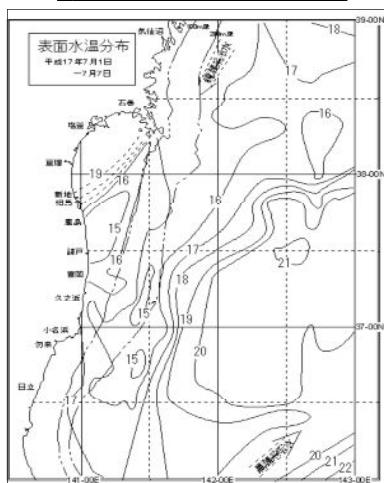 表面水温分布
平成17年7月1日
—7月7日
気仙沼
石巻
塩釜
亘理
新地
相馬
鹿島
請戸
富岡
久之浜
小名浜
勿来
日立
18
17
16
16
19
16
15
16
15
15
17
16
17
18
19
20
21
20
21
22
39-00N
38-00N
37-00N
141-00E
142-00E
143-00E